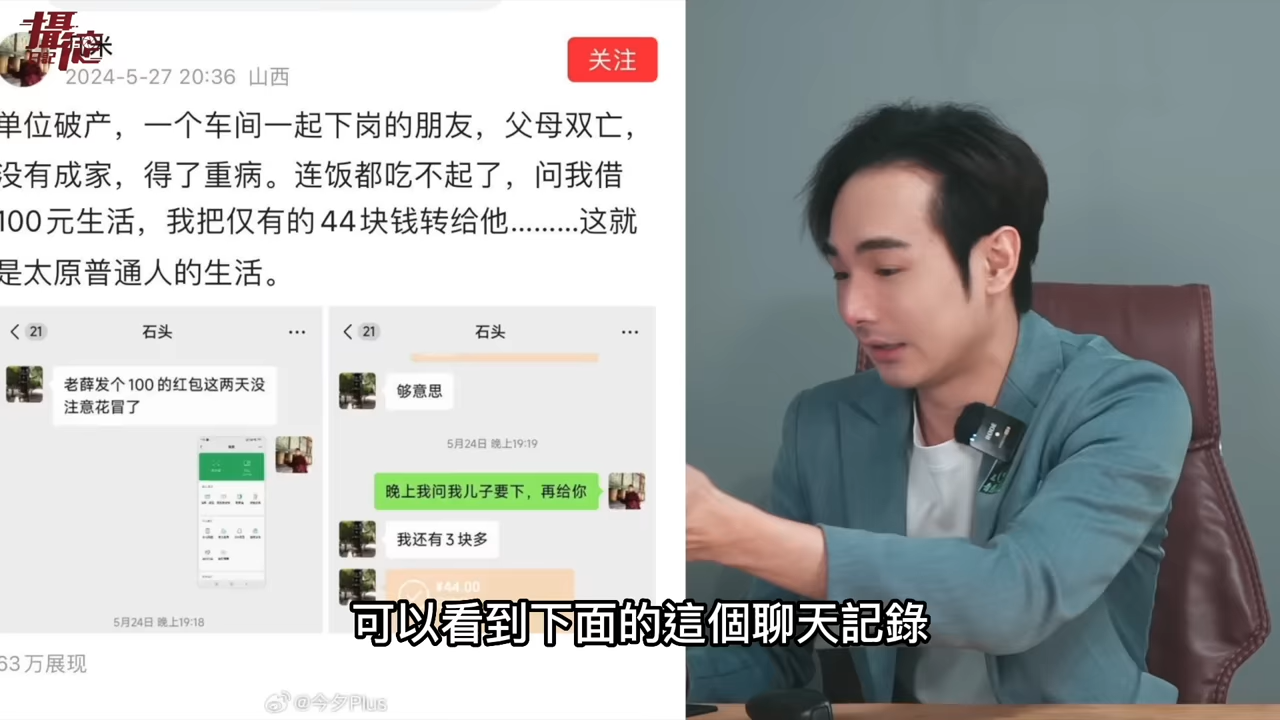 攝徒日記
米
2024-5-27 20:36 山西
关注
单位破产，一个车间一起下岗的朋友，父母双亡，
没有成家，得了重病。连饭都吃不起了，问我借
100元生活，我把仅有的44块钱转给他………这就
是太原普通人的生活。
21
石头
老薛发个100的红包这两天没
注意花冒了
5月24日 晚上19:18
21
石头
够意思
5月24日 晚上19:19
晚上我问我儿子要下，再给你
我还有3块多
¥44.00
可以看到下面的這個聊天記錄
63万展现
@今夕Plus